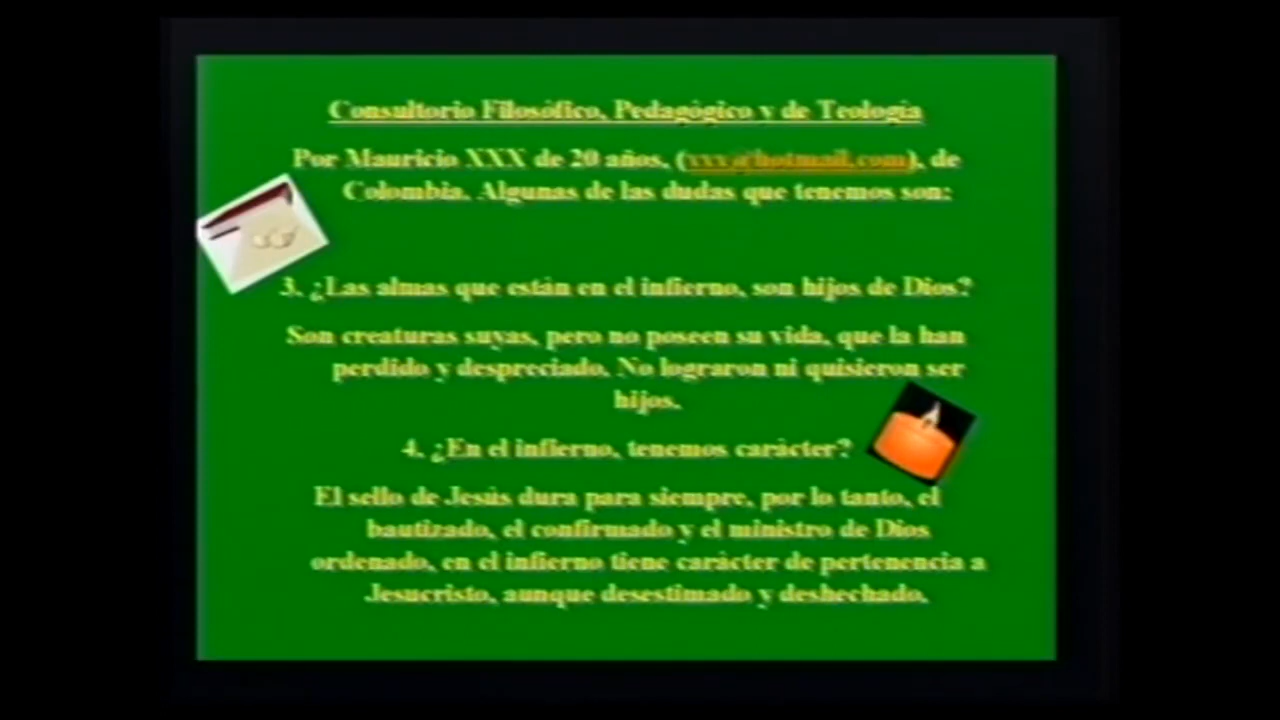 Consultorio Filosófico, Pedagógico y de Teología
Por Mauricio XXX de 20 años, (xxx@hotmail.com), de
Colombia. Algunas de las dudas que tenemos son:
3. ¿Las almas que están en el infierno, son hijos de Dios?
Son creaturas suyas, pero no poseen su vida, que la han
perdido y despreciado. No lograron ni quisieron ser
hijos.
4. ¿En el infierno, tenemos carácter?
El sello de Jesús dura para siempre, por lo tanto, el
bautizado, el confirmado y el ministro de Dios
ordenado, en el infierno tiene carácter de pertenencia a
Jesucristo, aunque desestimado y deshechado.